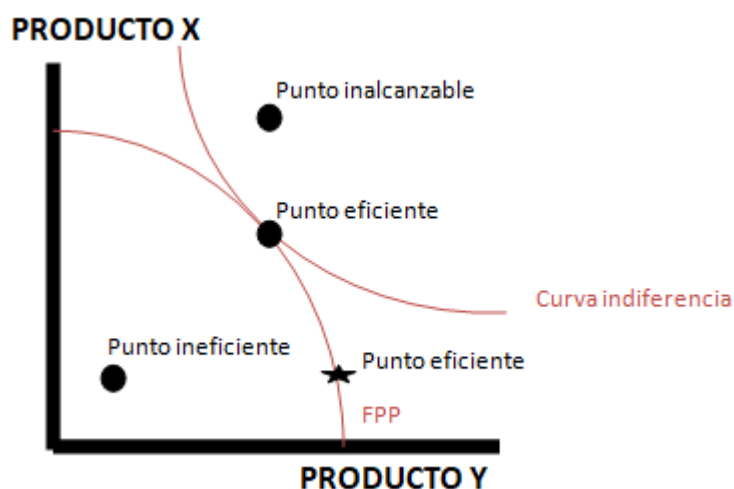 PRODUCTO X
Punto inalcanzable
Punto eficiente
Curva indiferencia
Punto ineficiente
Punto eficiente
FPP
PRODUCTO Y